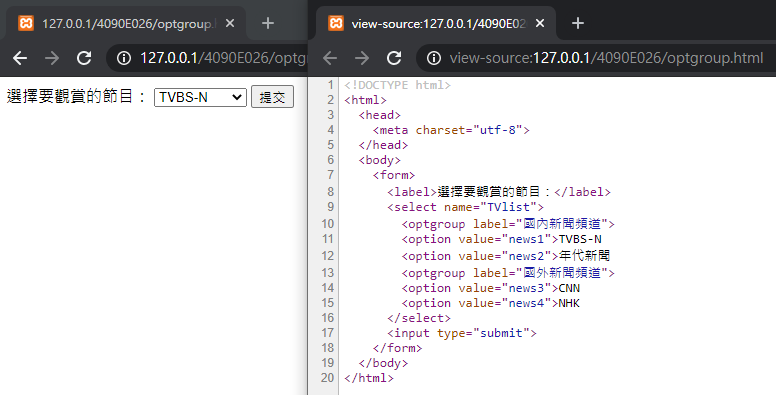 127.0.0.1/4090E026/optgroup.h
127.0.0.1/4090E026/optg
選擇要觀賞的節目：
TVBS-N
提交
view-source:127.0.0.1/4090E02
view-source:127.0.0.1/4090E026/optgroup.html
1 <!DOCTYPE html>
2 <html>
3 <head>
4 <meta charset="utf-8">
5 </head>
6 <body>
7 <form>
8 <label>選擇要觀賞的節目：</label>
9 <select name="TVlist">
10 <optgroup label="國內新聞頻道">
11 <option value="news1">TVBS-N
12 <option value="news2">年代新聞
13 <optgroup label="國外新聞頻道">
14 <option value="news3">CNN
15 <option value="news4">NHK
16 </select>
17 <input type="submit">
18 </form>
19 </body>
20 </html>